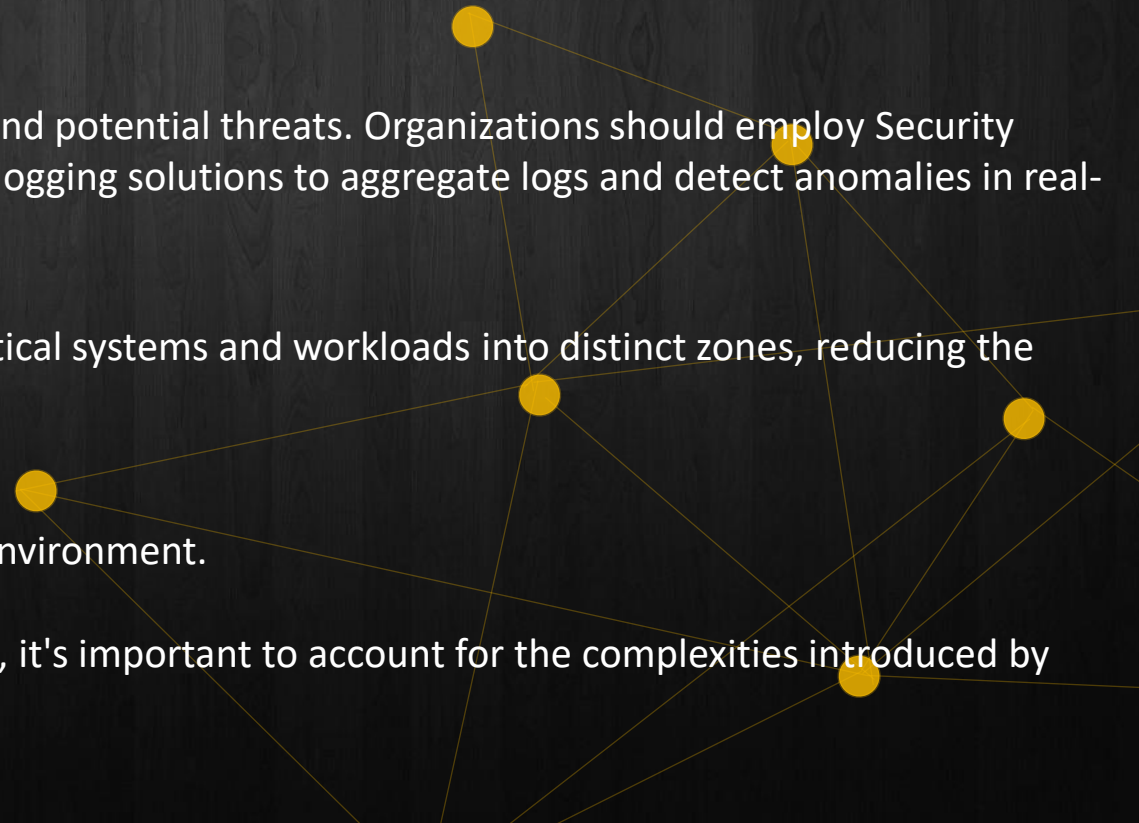 nd potential threats. Organizations should employ Security
ogging solutions to aggregate logs and detect anomalies in real-
tical systems and workloads into distinct zones, reducing the
nvironment.
, it's important to account for the complexities introduced by